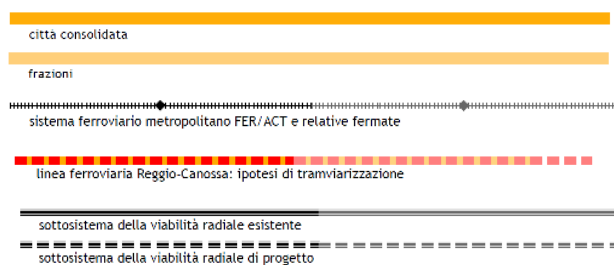 città consolidata
frazioni
sistema ferroviario metropolitano FER/ACT e relative fermate
linea ferroviaria Reggio-Canossa: ipotesi di tramviarizzazione
sottosistema della viabilità radiale esistente
sottosistema della viabilità radiale di progetto